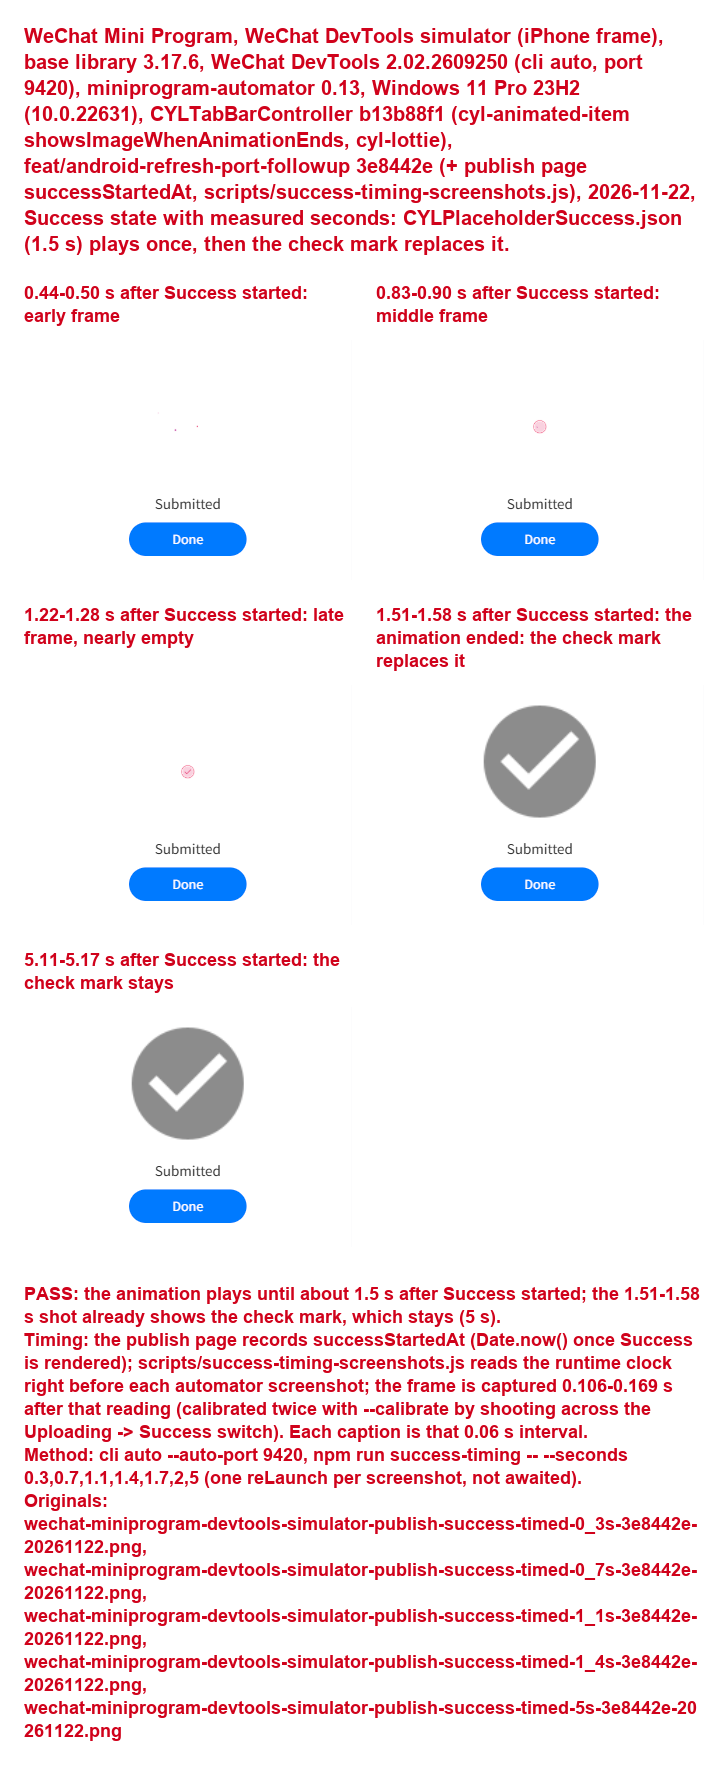 WeChat Mini Program, WeChat DevTools simulator (iPhone frame),
base library 3.17.6, WeChat DevTools 2.02.2609250 (cli auto, port
9420), miniprogram-automator 0.13, Windows 11 Pro 23H2
(10.0.22631), CYLTabBarController b13b88f1 (cyl-animated-item
showsImageWhenAnimationEnds, cyl-lottie),
feat/android-refresh-port-followup 3e8442e (+ publish page
successStartedAt, scripts/success-timing-screenshots.js), 2026-11-22,
Success state with measured seconds: CYLPlaceholderSuccess.json
(1.5 s) plays once, then the check mark replaces it.
0.44-0.50 s after Success started:
early frame
0.83-0.90 s after Success started:
middle frame
Submitted
Done
Submitted
Done
1.22-1.28 s after Success started: late
frame, nearly empty
1.51-1.58 s after Success started: the
animation ended: the check mark
replaces it
Submitted
Done
Submitted
Done
5.11-5.17 s after Success started: the
check mark stays
Submitted
Done
PASS: the animation plays until about 1.5 s after Success started; the 1.51-1.58
s shot already shows the check mark, which stays (5 s).
Timing: the publish page records successStartedAt (Date.now() once Success
is rendered); scripts/success-timing-screenshots.js reads the runtime clock
right before each automator screenshot; the frame is captured 0.106-0.169 s
after that reading (calibrated twice with --calibrate by shooting across the
Uploading -> Success switch). Each caption is that 0.06 s interval.
Method: cli auto --auto-port 9420, npm run success-timing -- --seconds
0.3,0.7,1.1,1.4,1.7,2,5 (one reLaunch per screenshot, not awaited).
Originals:
wechat-miniprogram-devtools-simulator-publish-success-timed-0_3s-3e8442e-
20261122.png,
wechat-miniprogram-devtools-simulator-publish-success-timed-0_7s-3e8442e-
20261122.png,
wechat-miniprogram-devtools-simulator-publish-success-timed-1_1s-3e8442e-
20261122.png,
wechat-miniprogram-devtools-simulator-publish-success-timed-1_4s-3e8442e-
20261122.png,
wechat-miniprogram-devtools-simulator-publish-success-timed-5s-3e8442e-20
261122.png